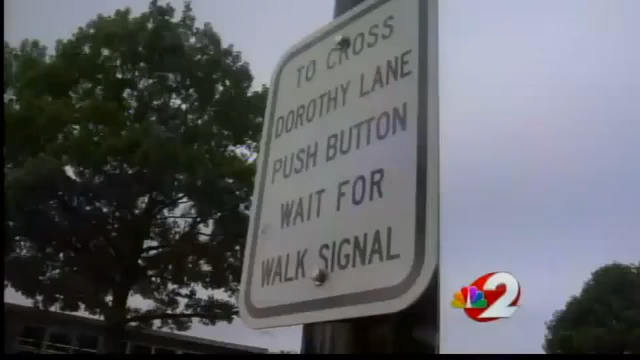 TO CROSS
DOROTHY LANE
PUSH BUTTON
WAIT FOR
WALK SIGNAL
2